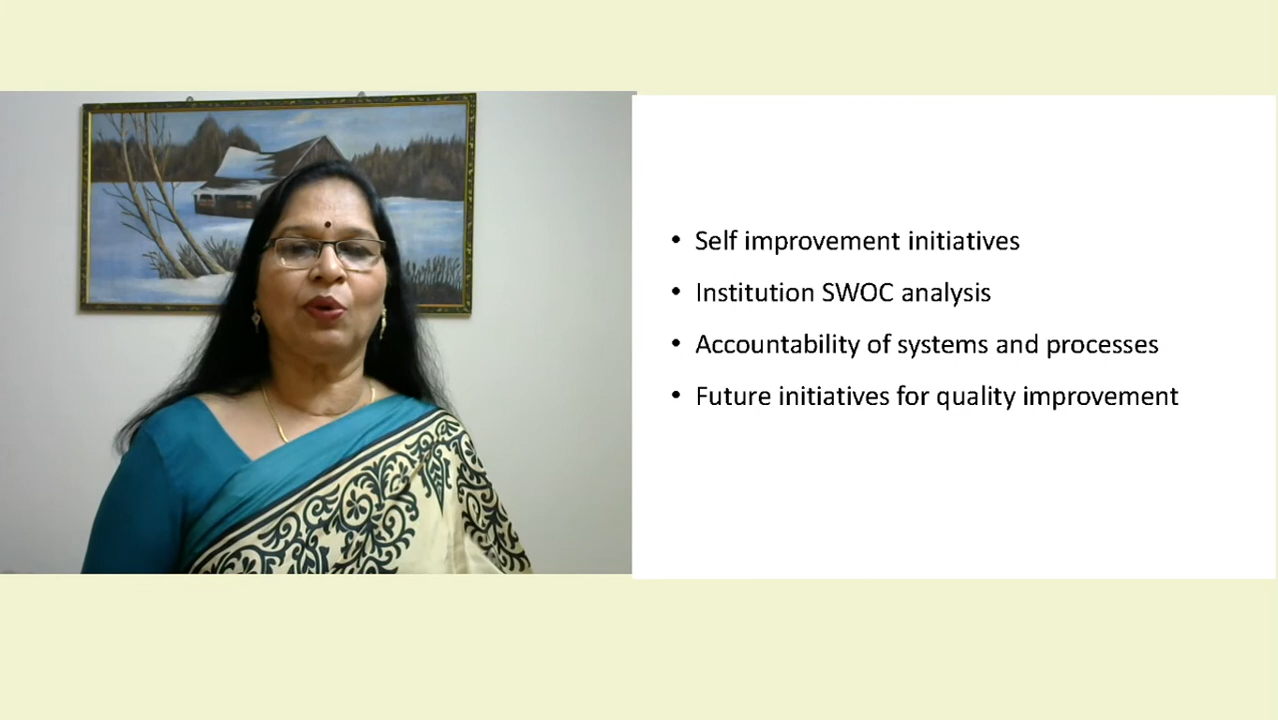 • Self improvement initiatives
• Institution SWOC analysis
• Accountability of systems and processes
• Future initiatives for quality improvement